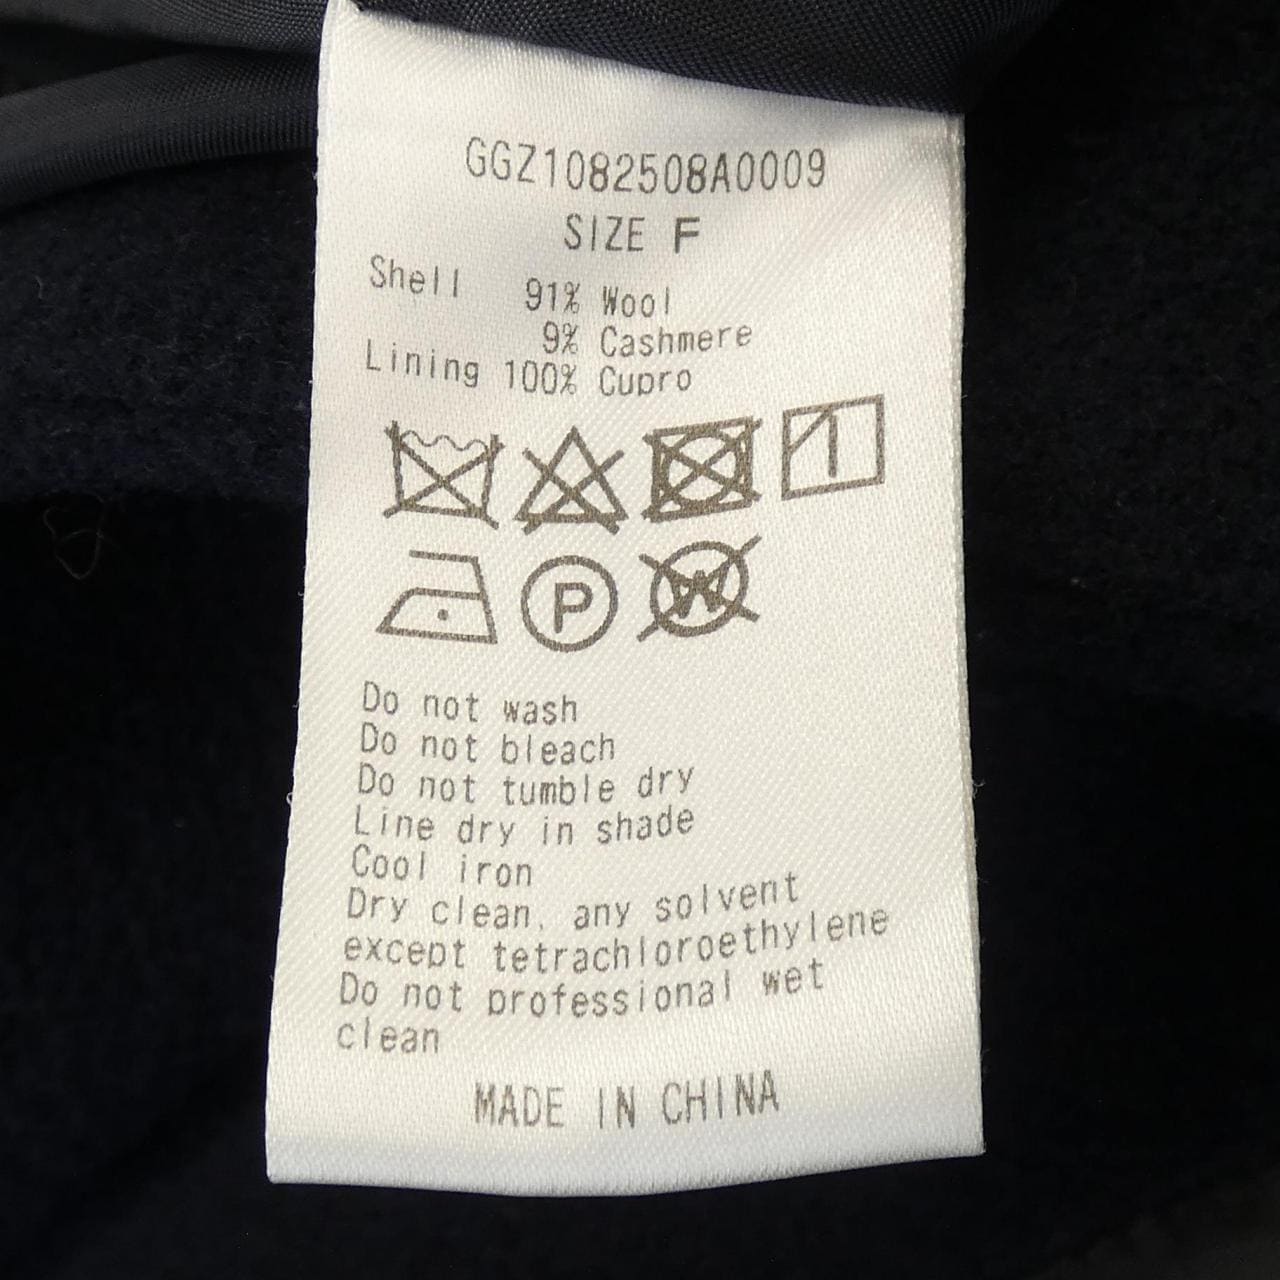 GGZ1082508A0009
SIZE F
Shell 91% Wool
9% Cashmere
Lining 100% Cupro
P W
Do not wash
Do not bleach
Do not tumble dry
Line dry in shade
Cool iron
Dry clean, any solvent
except tetrachloroethylene
Do not professional wet
clean
MADE IN CHINA